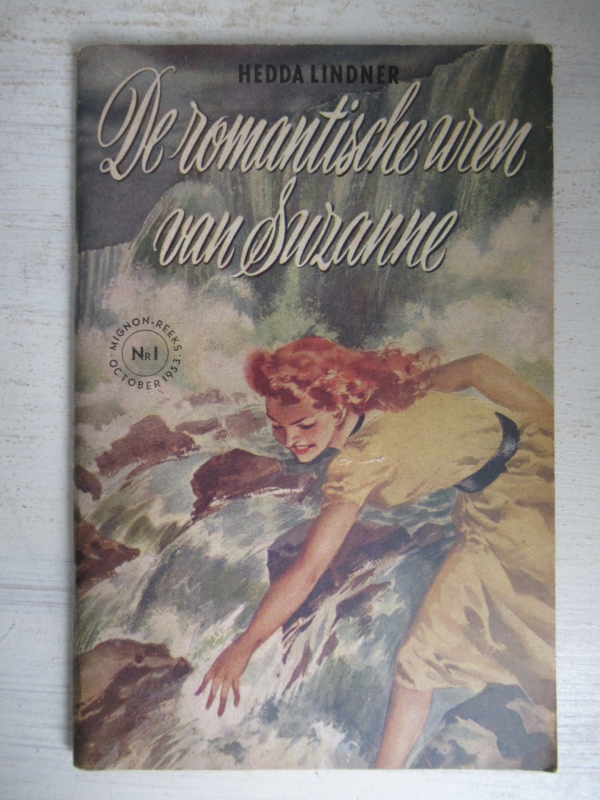 HEDDA LINDNER
De romantische uren
van Suzanne
MIGNON-REEKS
NR 1
OCTOBER 1953